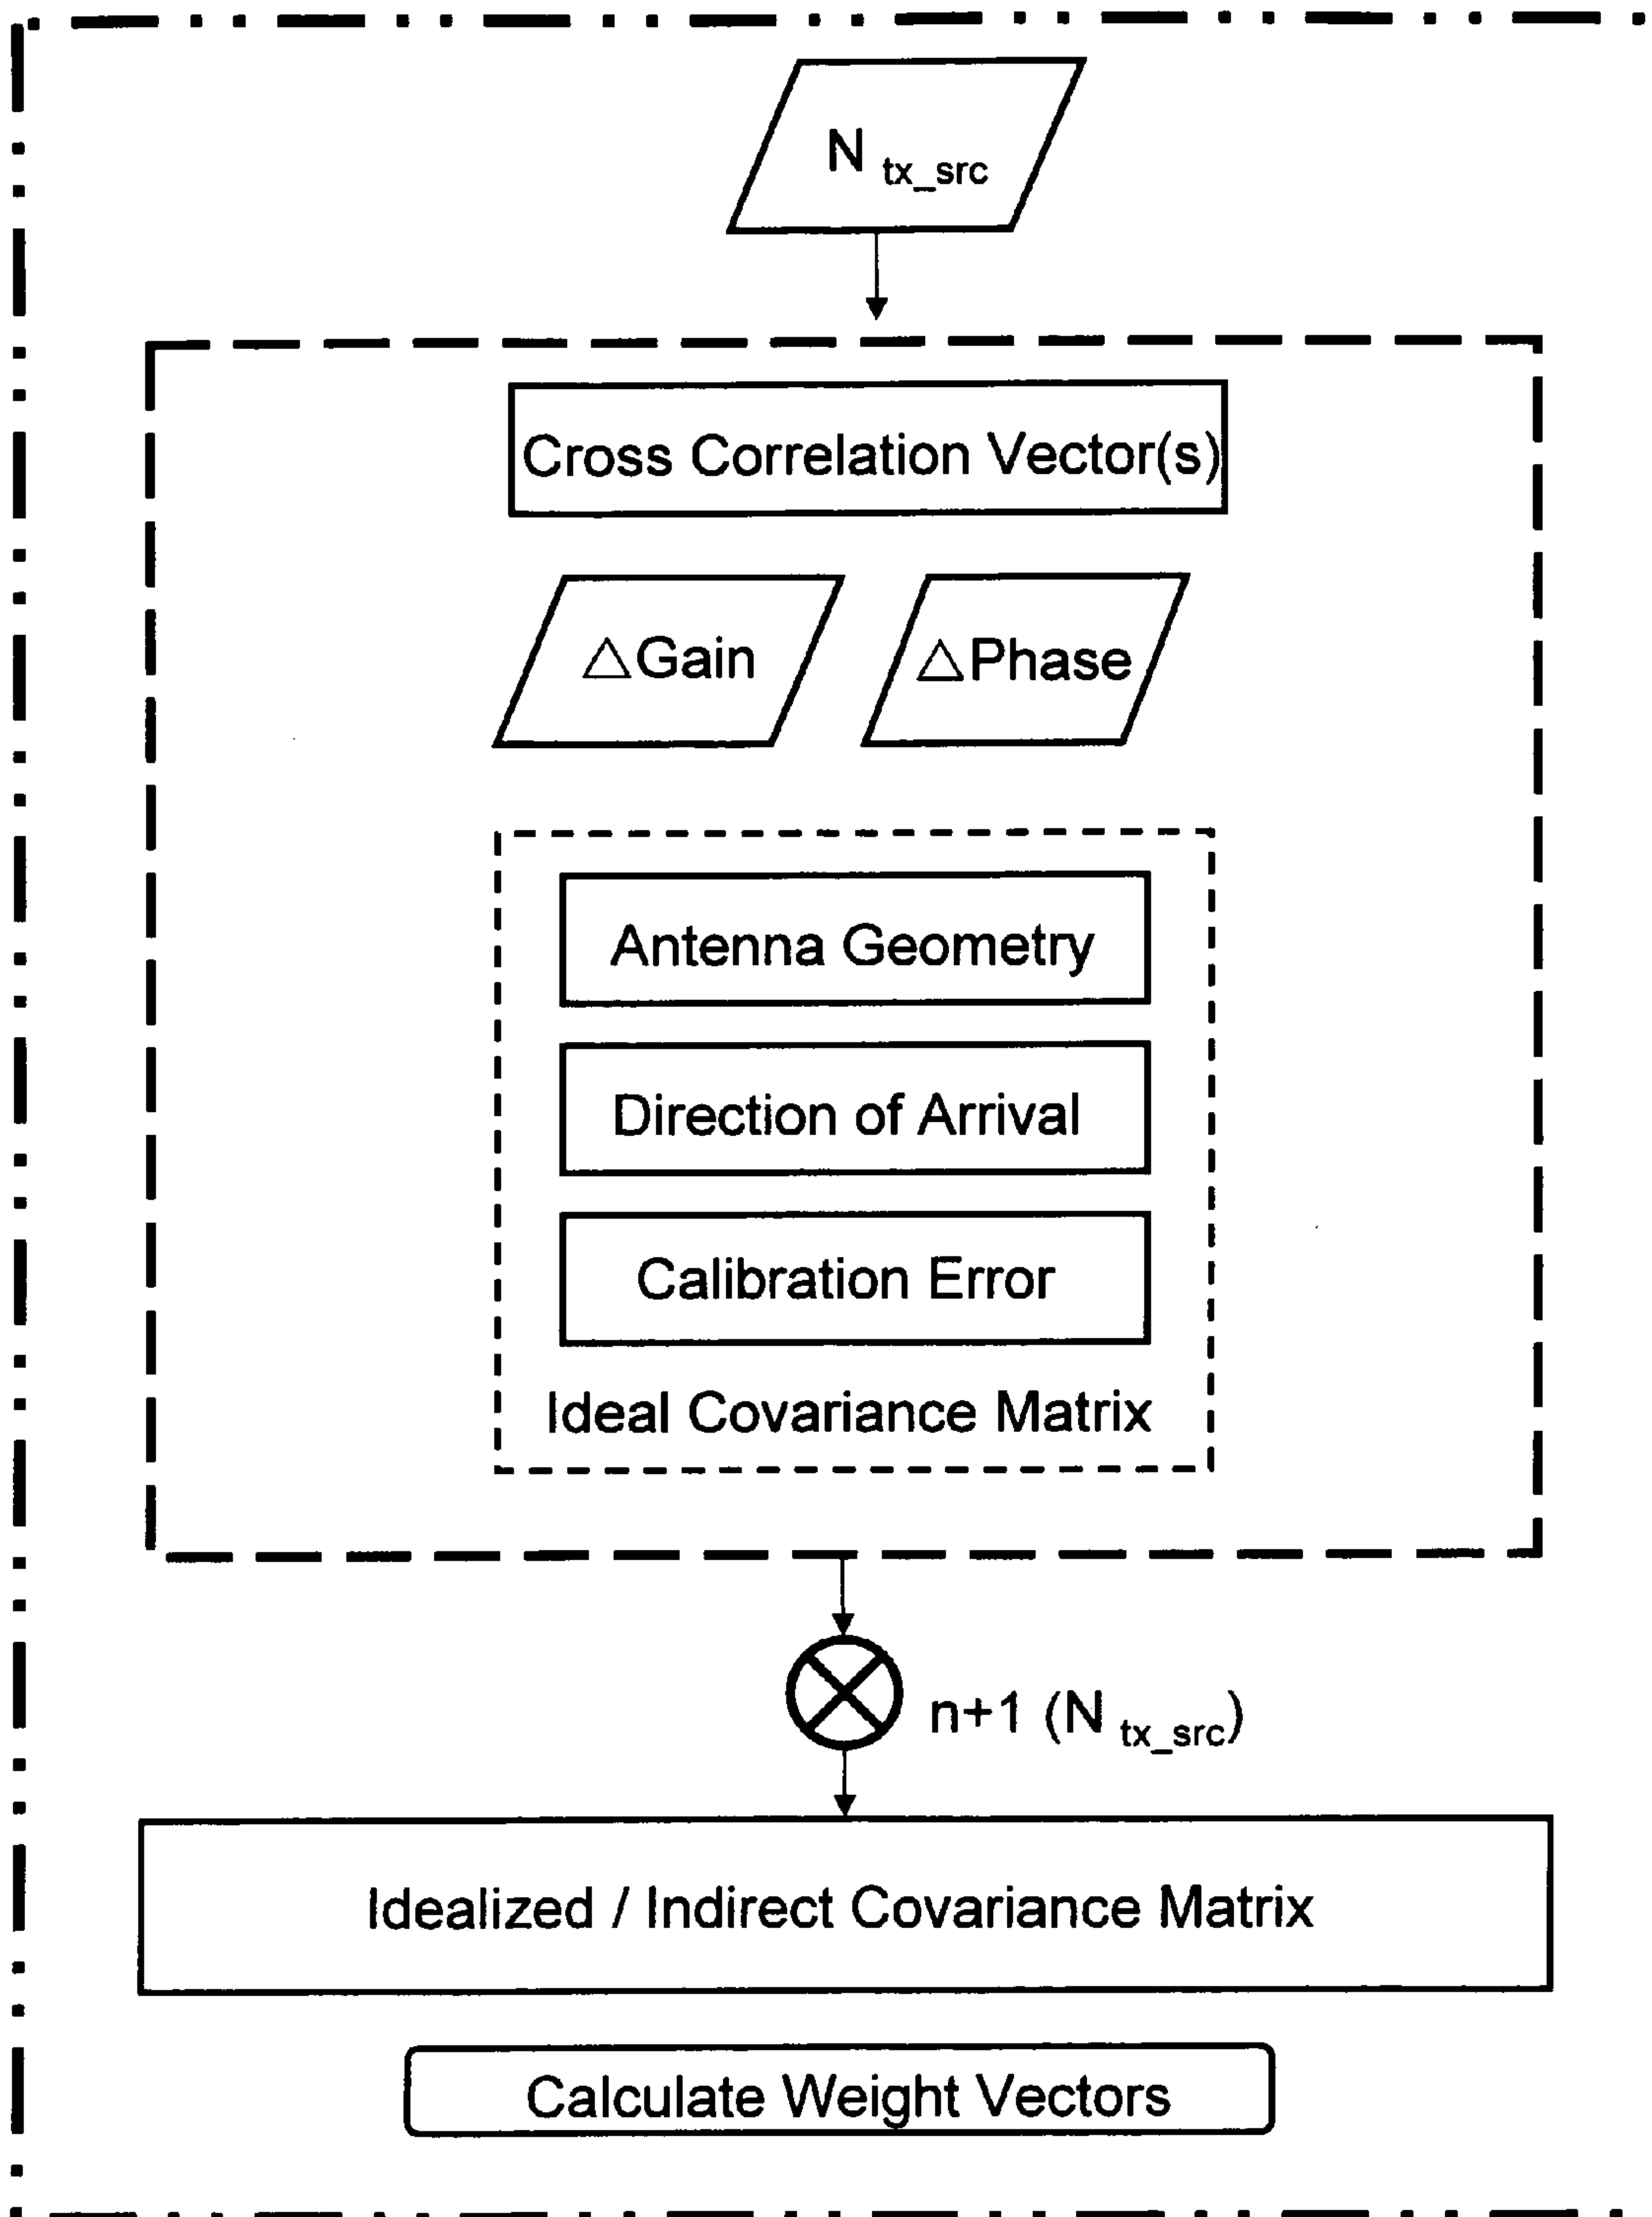 N tx_src
Cross Correlation Vector(s)
△Gain
△Phase
Antenna Geometry
Direction of Arrival
Calibration Error
Ideal Covariance Matrix
n+1 (N tx_src)
Idealized / Indirect Covariance Matrix
Calculate Weight Vectors